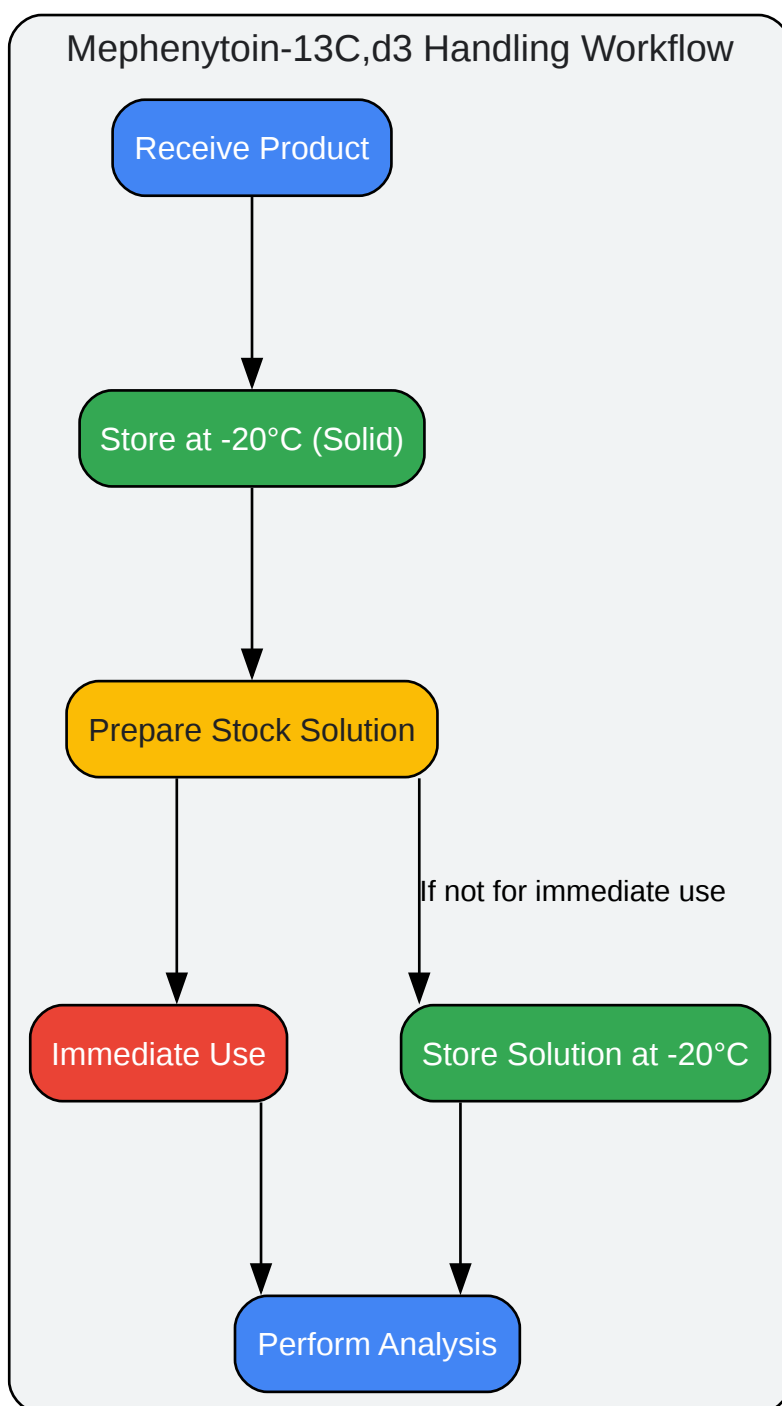 Mephenytoin-13C,d3 Handling Workflow
Receive Product
Store at -20°C (Solid)
Prepare Stock Solution
If not for immediate use
Immediate Use
Store Solution at -20°C
Perform Analysis